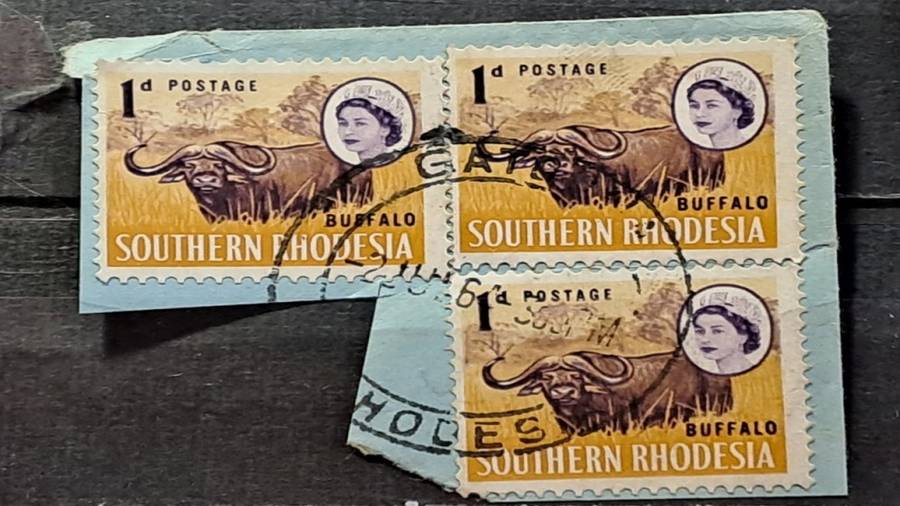 1d POSTAGE
BUFFALO
SOUTHERN RHODESIA
1d POSTAGE
BUFFALO
SOUTHERN RHODESIA
1d POSTAGE
BUFFALO
SOUTHERN RHODESIA